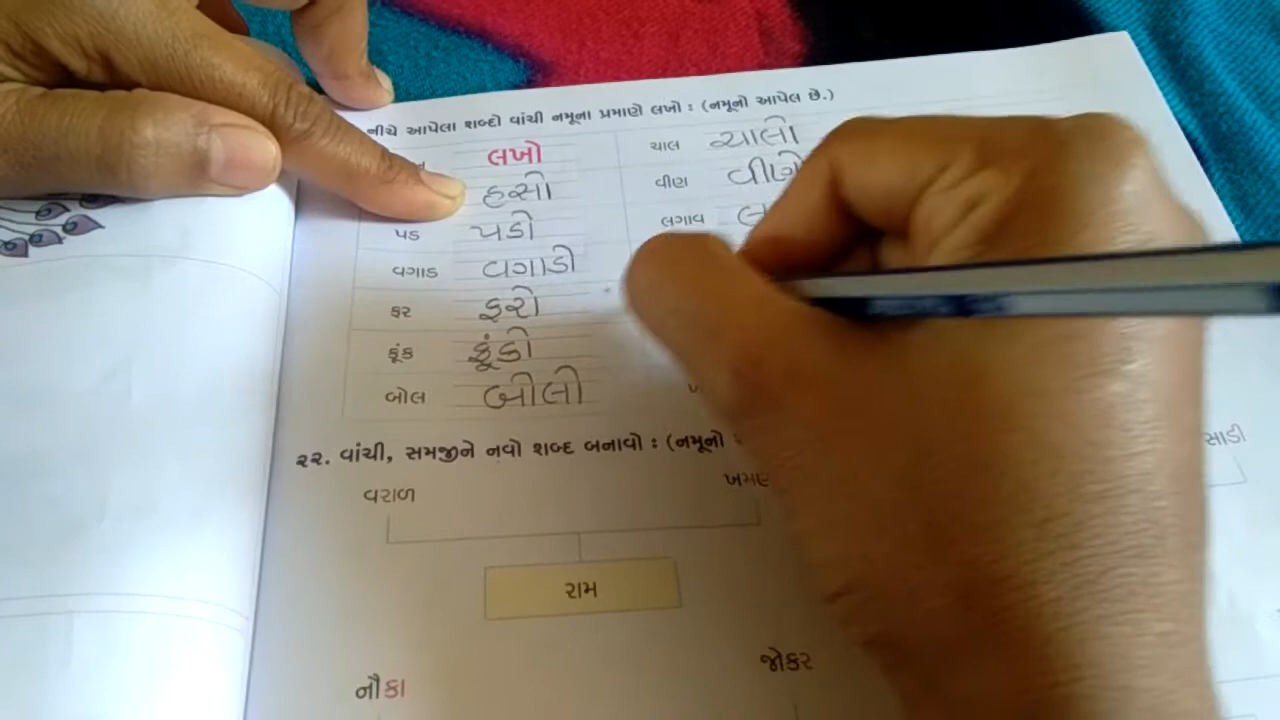 નીચે આપેલા શબ્દો વાંચી નમૂના પ્રમાણે લખો : (નમૂનો આપેલ છે.)
લખો
હસો
પડ પડો
વગાડ વગાડો
ફર ફરો
ફૂંક ફૂંકો
બોલ બોલો
ચાલ ચાલો
વીણ વીણો
લગાવ
૨૨. વાંચી, સમજીને નવો શબ્દ બનાવો : (નમૂનો
સાડી
વરાળ
રામ
જોકર
નૌકા